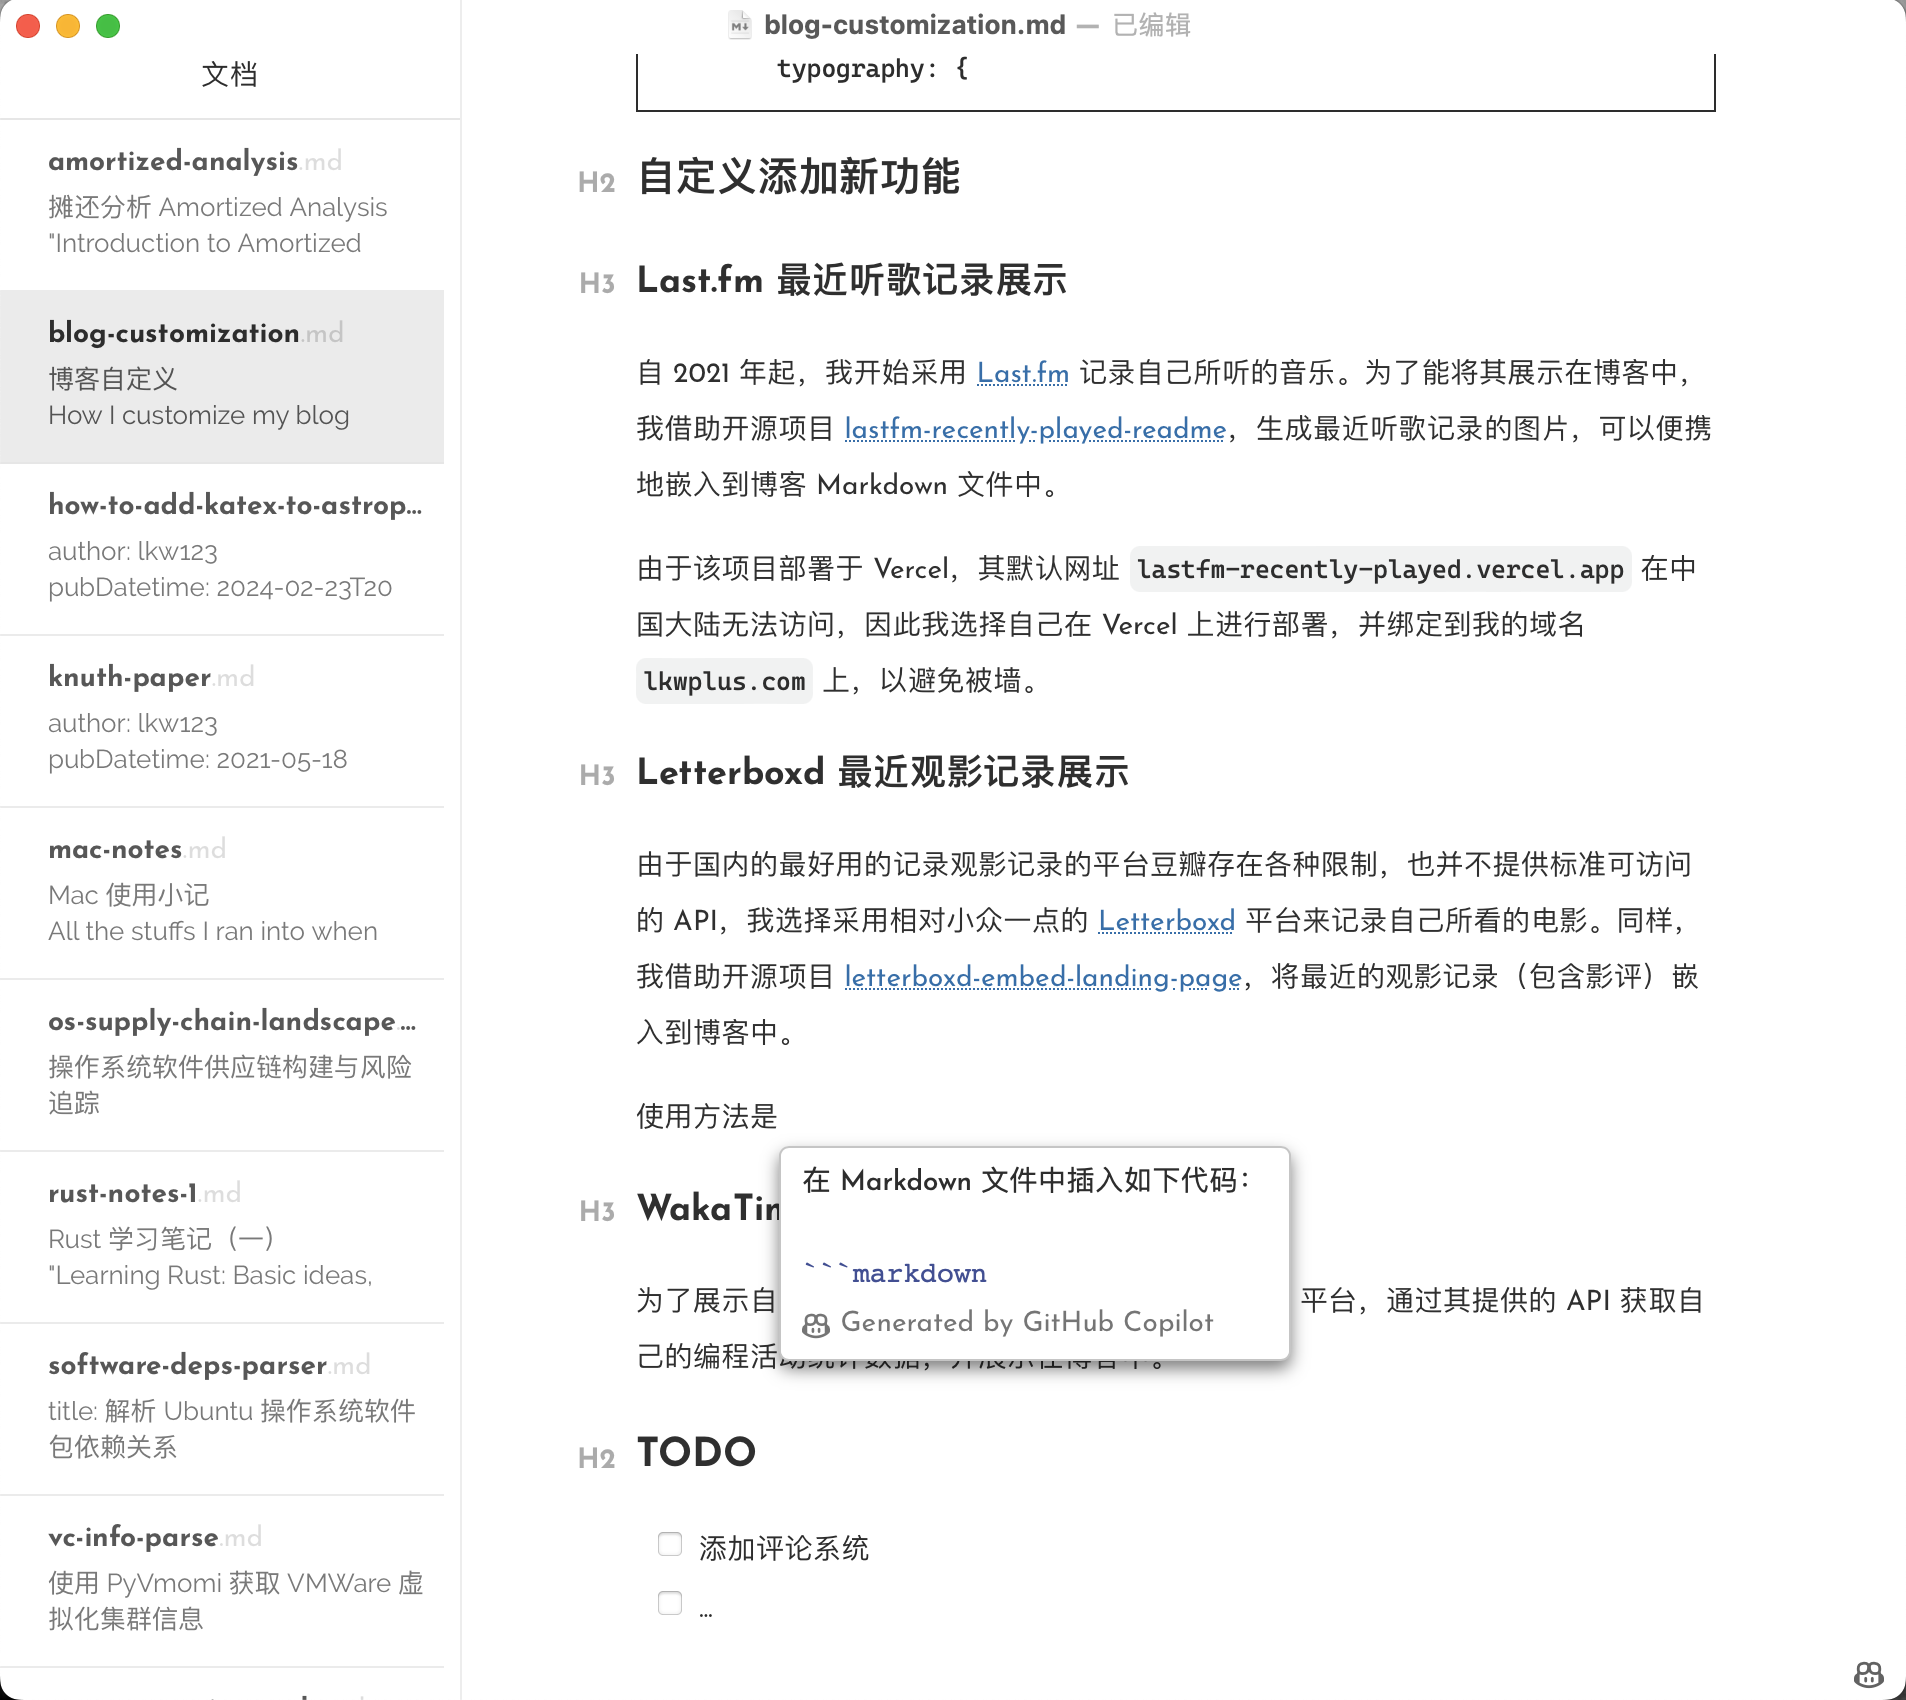 blog-customization.md — 已编辑
文档
amortized-analysis.md
摊还分析 Amortized Analysis
"Introduction to Amortized
blog-customization.md
博客自定义
How I customize my blog
how-to-add-katex-to-astrop...
author: lkw123
pubDatetime: 2024-02-23T20
knuth-paper.md
author: lkw123
pubDatetime: 2021-05-18
mac-notes.md
Mac 使用小记
All the stuffs I ran into when
os-supply-chain-landscape...
操作系统软件供应链构建与风险
追踪
rust-notes-1.md
Rust 学习笔记（一）
"Learning Rust: Basic ideas,
software-deps-parser.md
title: 解析 Ubuntu 操作系统软件
包依赖关系
vc-info-parse.md
使用 PyVmomi 获取 VMWare 虚
拟化集群信息
typography: {
H2 自定义添加新功能
H3 Last.fm 最近听歌记录展示
自 2021 年起，我开始采用 Last.fm 记录自己所听的音乐。为了能将其展示在博客中，
我借助开源项目 lastfm-recently-played-readme，生成最近听歌记录的图片，可以便携
地嵌入到博客 Markdown 文件中。
由于该项目部署于 Vercel，其默认网址 lastfm-recently-played.vercel.app 在中
国大陆无法访问，因此我选择自己在 Vercel 上进行部署，并绑定到我的域名
lkwplus.com 上，以避免被墙。
H3 Letterboxd 最近观影记录展示
由于国内的最好用的记录观影记录的平台豆瓣存在各种限制，也并不提供标准可访问
的 API，我选择采用相对小众一点的 Letterboxd 平台来记录自己所看的电影。同样，
我借助开源项目 letterboxd-embed-landing-page，将最近的观影记录（包含影评）嵌
入到博客中。
使用方法是
在 Markdown 文件中插入如下代码：
```markdown
Generated by GitHub Copilot
H3 WakaTim
为了展示自 平台，通过其提供的 API 获取自
己的编程活动统计数据，并展示在博客中。
H2 TODO
添加评论系统
...